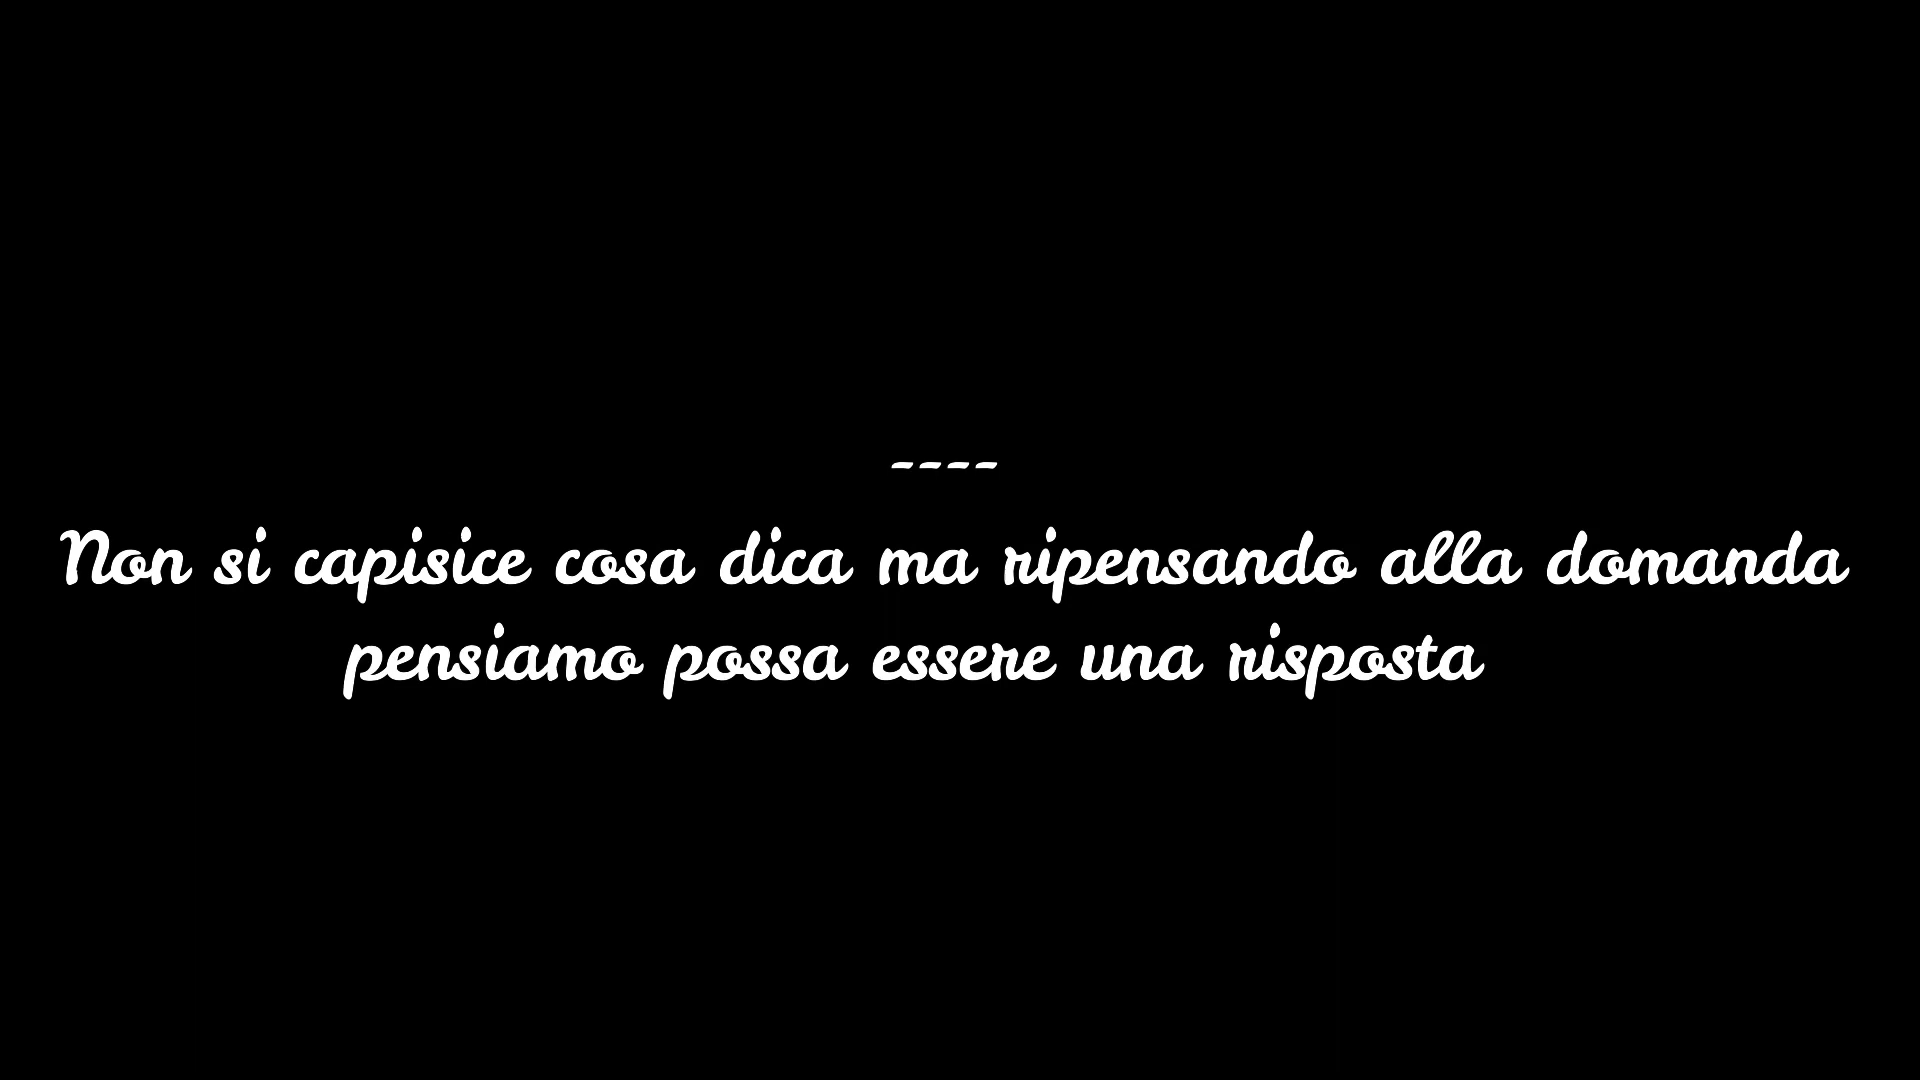 ----
Non si capisice cosa dica ma ripensando alla domanda
pensiamo possa essere una risposta